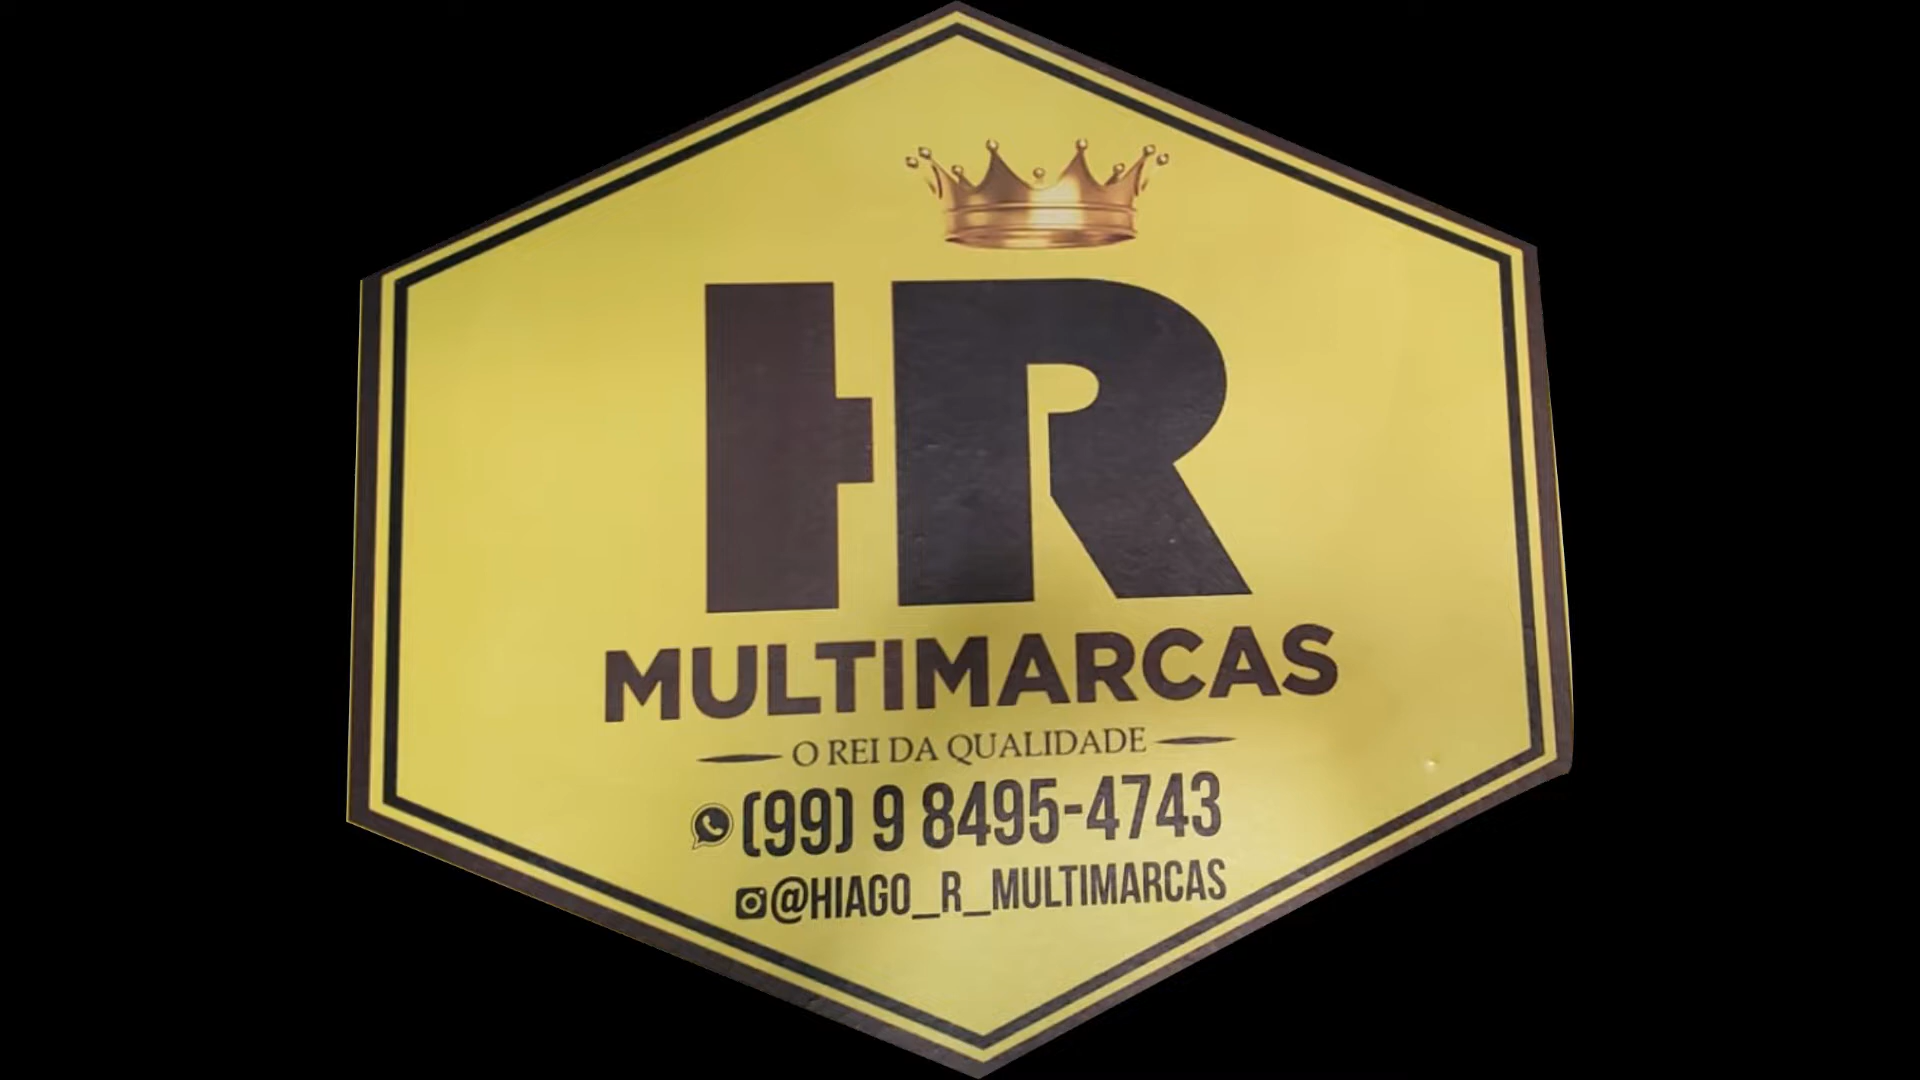 HR
MULTIMARCAS
O REI DA QUALIDADE
(99) 9 8495-4743
@HIAGO_R_MULTIMARCAS